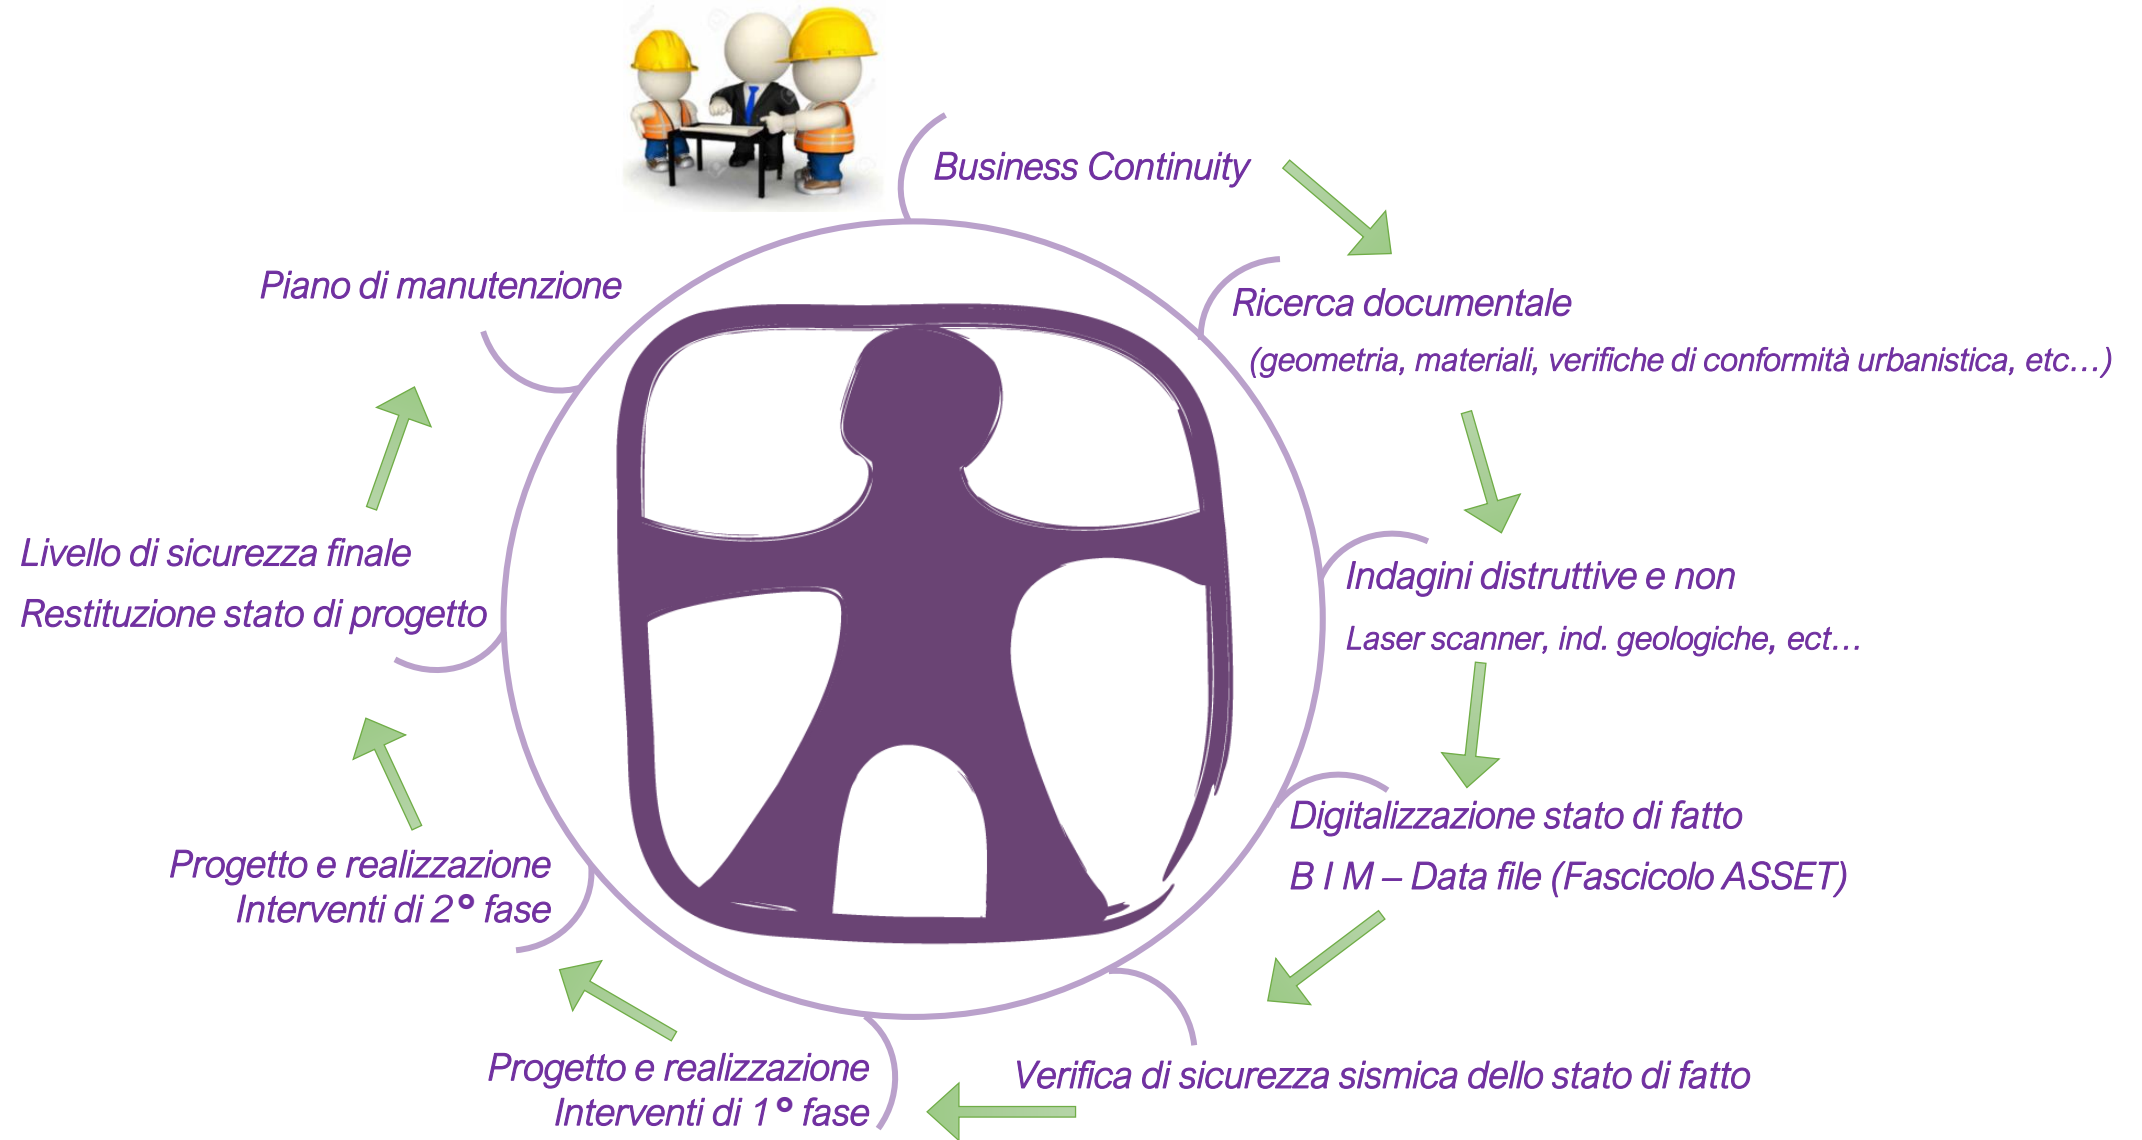 Business Continuity
Ricerca documentale
(geometria, materiali, verifiche di conformità urbanistica, etc…)
Indagini distruttive e non
Laser scanner, ind. geologiche, ect…
Digitalizzazione stato di fatto
B I M – Data file (Fascicolo ASSET)
Verifica di sicurezza sismica dello stato di fatto
Progetto e realizzazione
Interventi di 1° fase
Progetto e realizzazione
Interventi di 2° fase
Livello di sicurezza finale
Restituzione stato di progetto
Piano di manutenzione